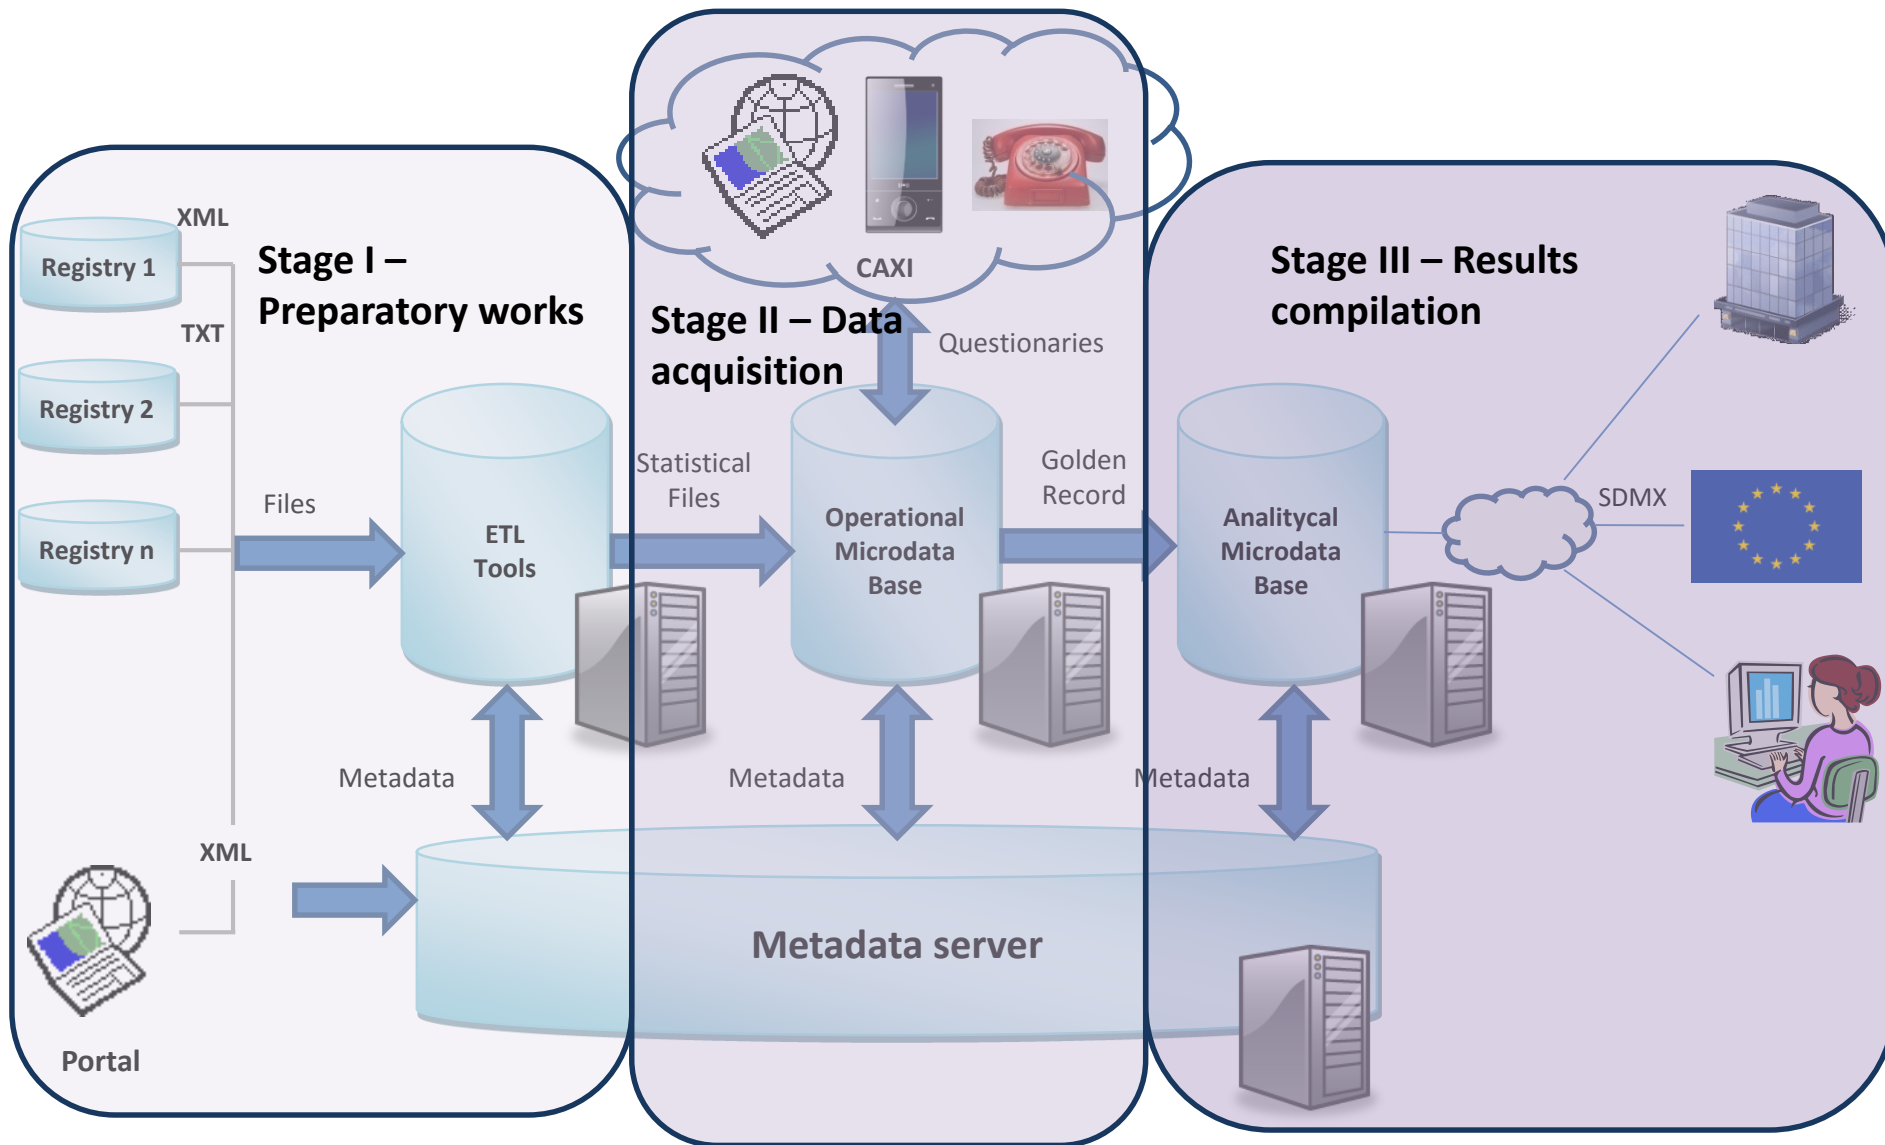 XML
Registry 1
TXT
Registry 2
Registry n
Stage I –
Preparatory works
Files
ETL
Tools
Metadata
XML
Portal
CAXI
Stage II – Data
acquisition
Questionaries
Statistical
Files
Operational
Microdata
Base
Golden
Record
Metadata
Metadata server
Stage III – Results
compilation
Analitycal
Microdata
Base
SDMX
Metadata